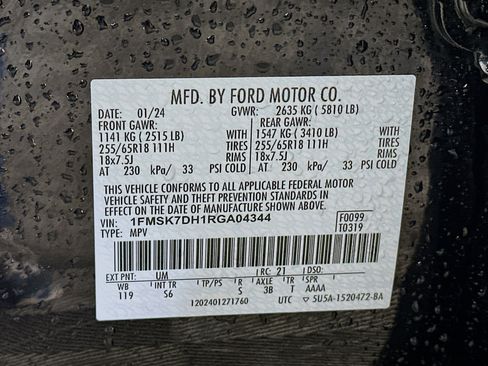 MFD. BY FORD MOTOR CO.
DATE: 01/24 GVWR: 2635 KG ( 5810 LB)
FRONT GAWR: REAR GAWR:
1141 KG ( 2515 LB) WITH 1547 KG ( 3410 LB) WITH
255/65R18 111H TIRES 255/65R18 111H TIRES
18x7.5J RIMS 18x7.5J RIMS
AT 230 kPa/ 33 PSI COLD AT 230 kPa/ 33 PSI COLD
THIS VEHICLE CONFORMS TO ALL APPLICABLE FEDERAL MOTOR
VEHICLE SAFETY AND THEFT PREVENTION STANDARDS IN
EFFECT ON THE DATE OF MANUFACTURE SHOWN ABOVE.
VIN: 1FMSK7DH1RGA04344 F0099
TYPE: MPV T0319
EXT PNT: UM RC: 21 DSO:
WB INT TR TP/PS R AXLE TR SPR
119 S6 3B T AAAA
120240127​1760 UTC 5U5A-1520472-BA